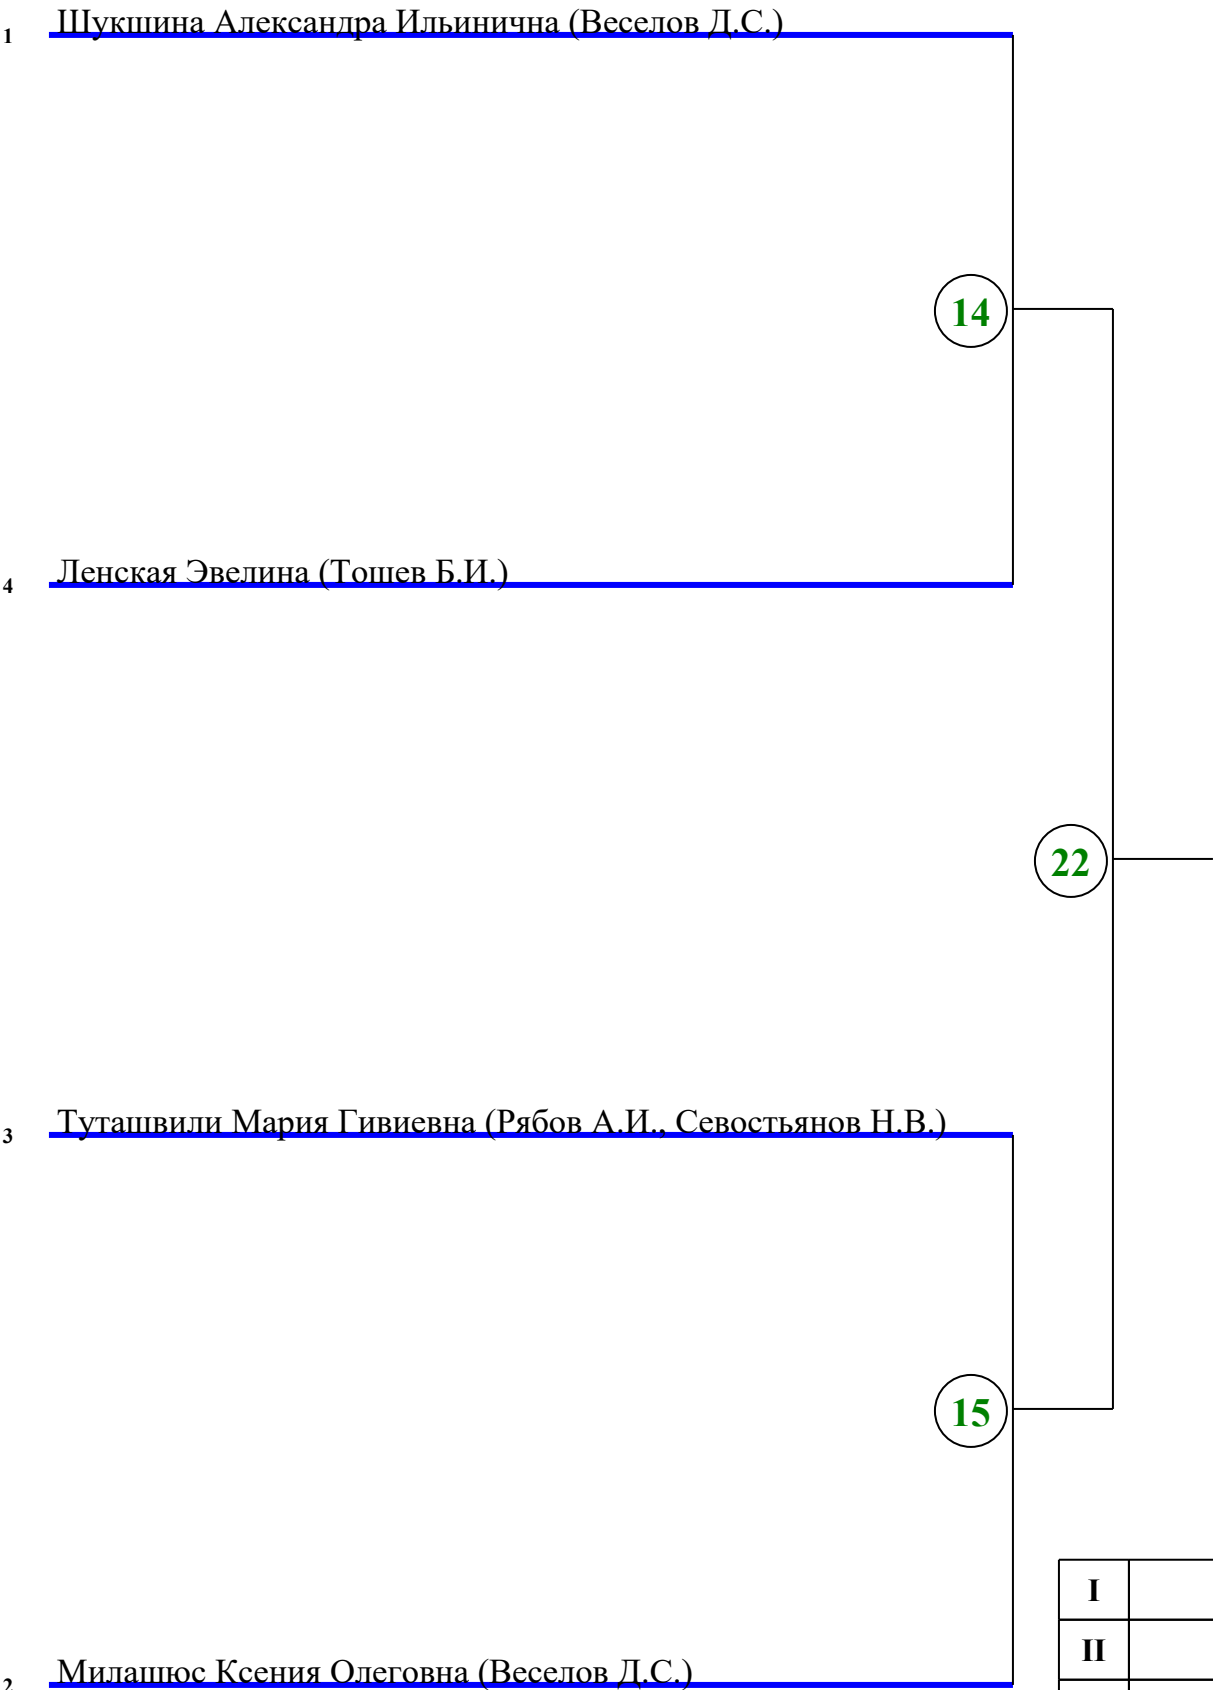 1 Шукшина Александра Ильинична (Веселов Д.С.)
14
4 Ленская Эвелина (Тошев Б.И.)
22
3 Туташвили Мария Гивиевна (Рябов А.И., Севостьянов Н.В.)
15
I
II
2 Милашюс Ксения Олеговна (Веселов Д.С.)